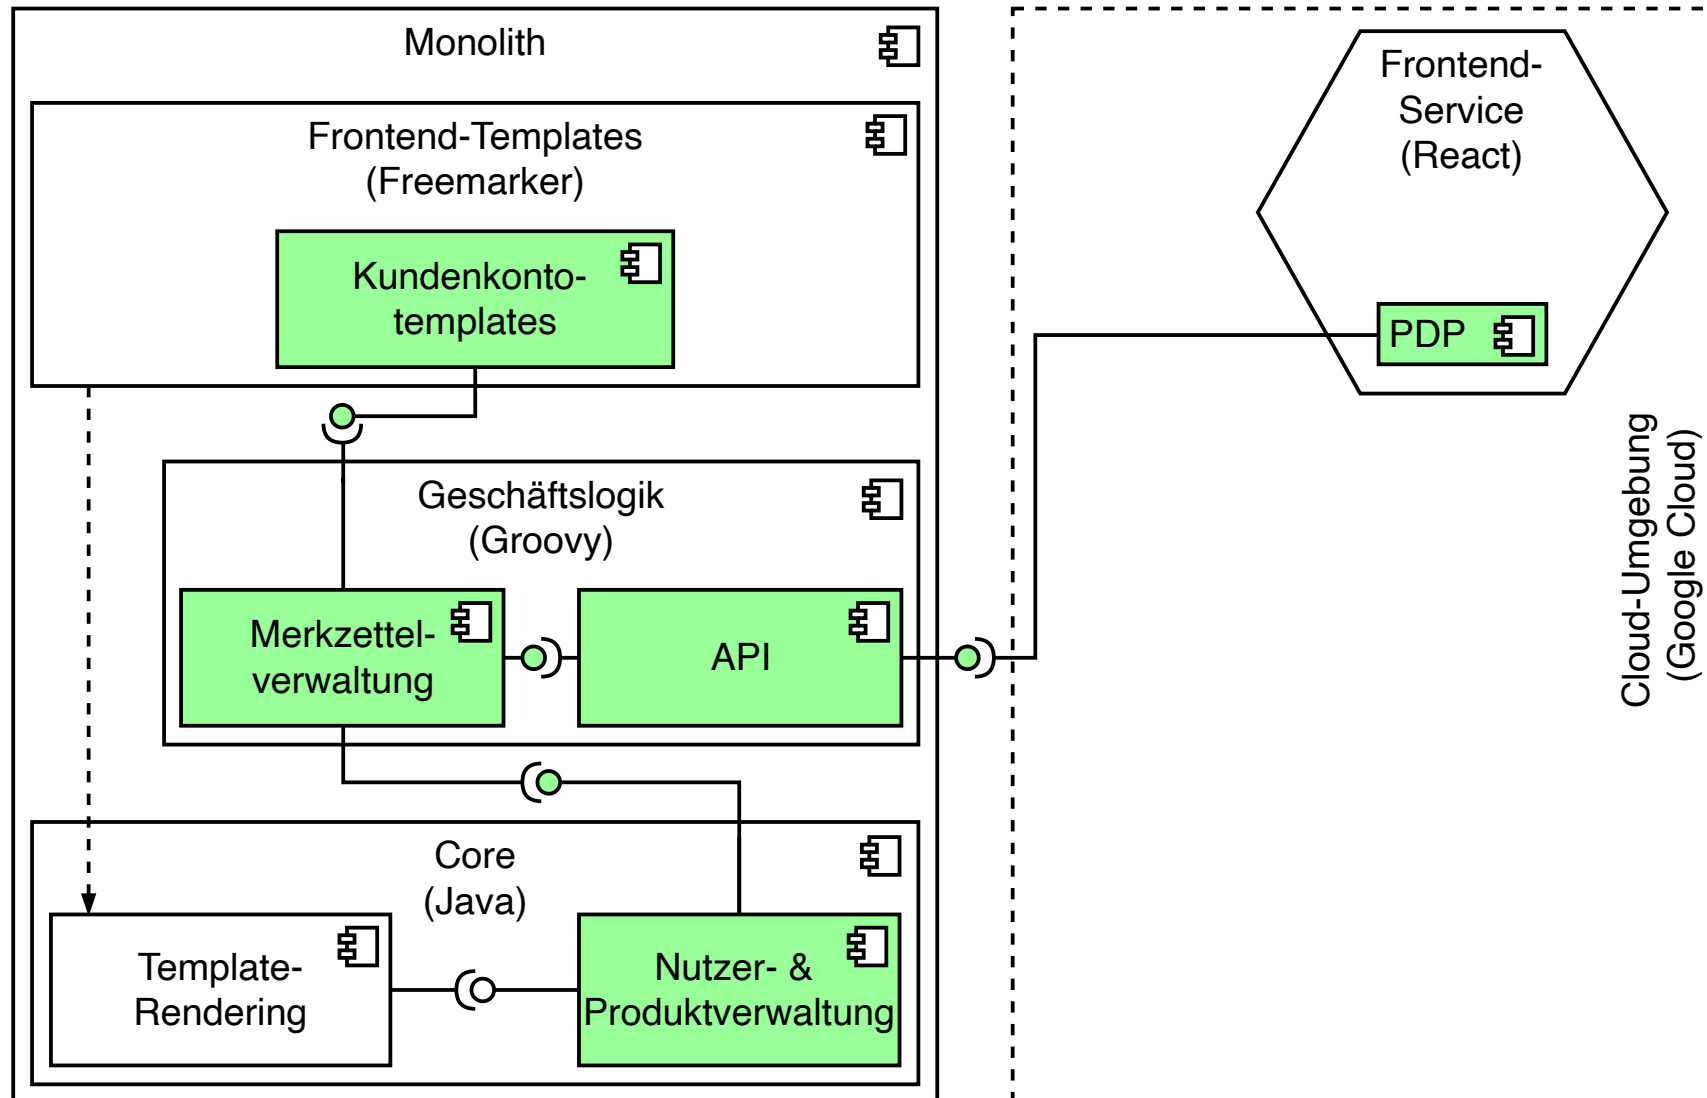 Monolith
Frontend-Templates
(Freemarker)
Kundenkonto-
templates
Geschäftslogik
(Groovy)
Merkzettel-
verwaltung
API
Core
(Java)
Template-
Rendering
Nutzer- &
Produktverwaltung
Frontend-
Service
(React)
PDP
Cloud-Umgebung
(Google Cloud)